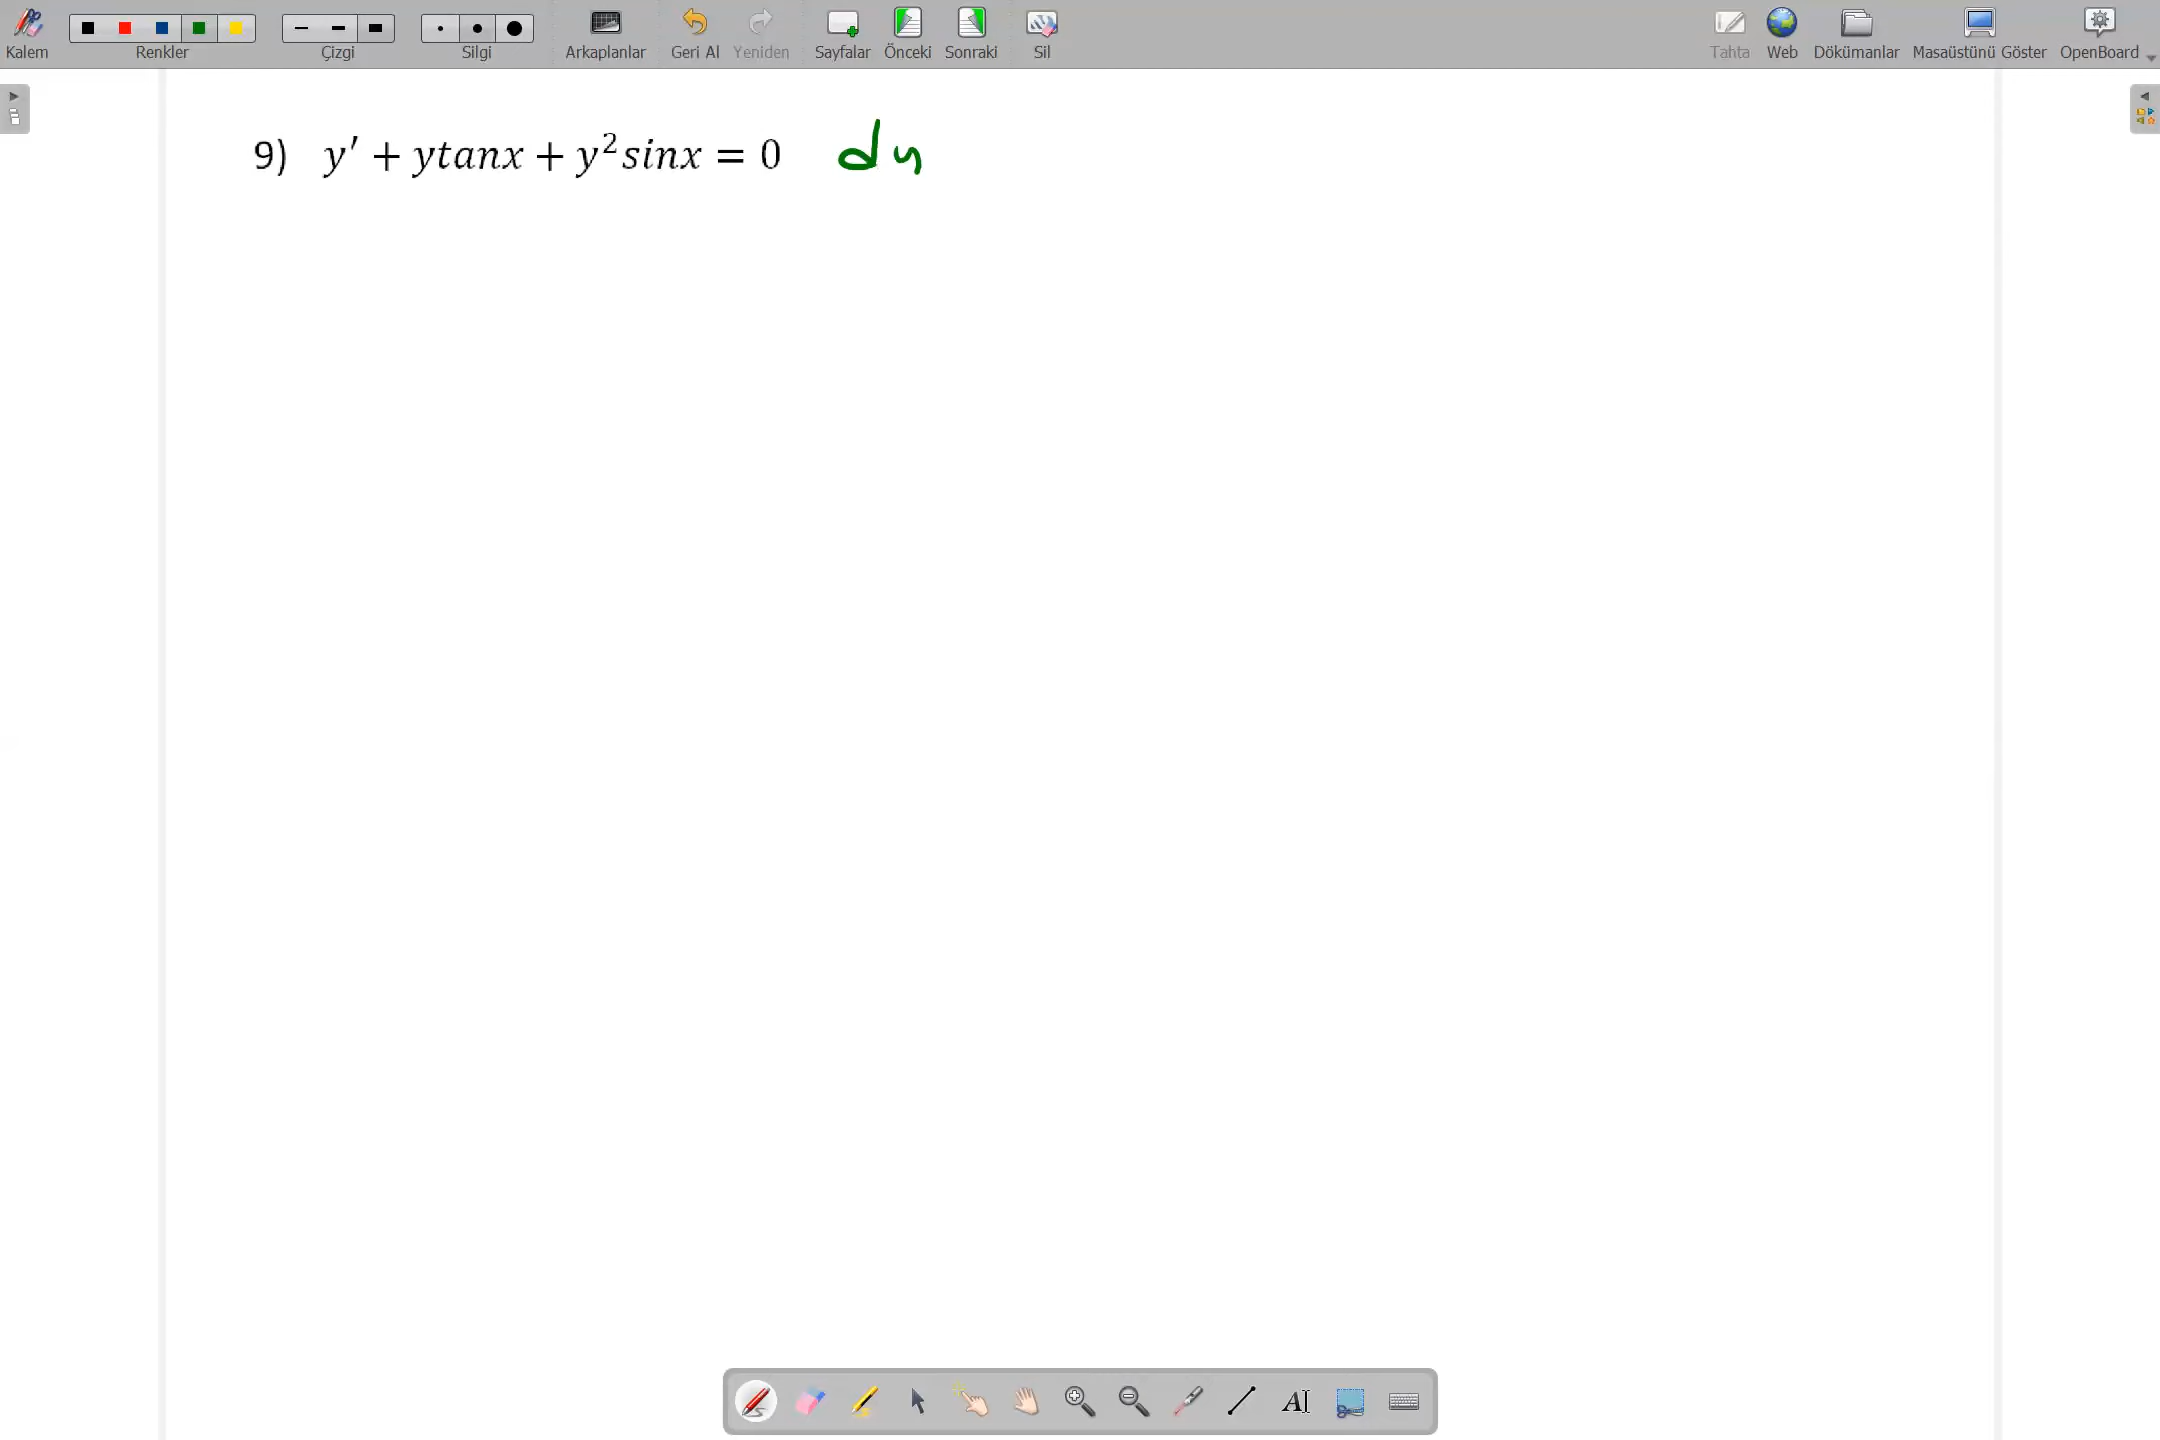 Kalem Renkler Çizgi Silgi Arkaplanlar Geri Al Yeniden Sayfalar Önceki Sonraki Sil Tahta Web Dökümanlar Masaüstünü Göster OpenBoard
9) y′ + ytanx + y²sinx = 0 dy
A